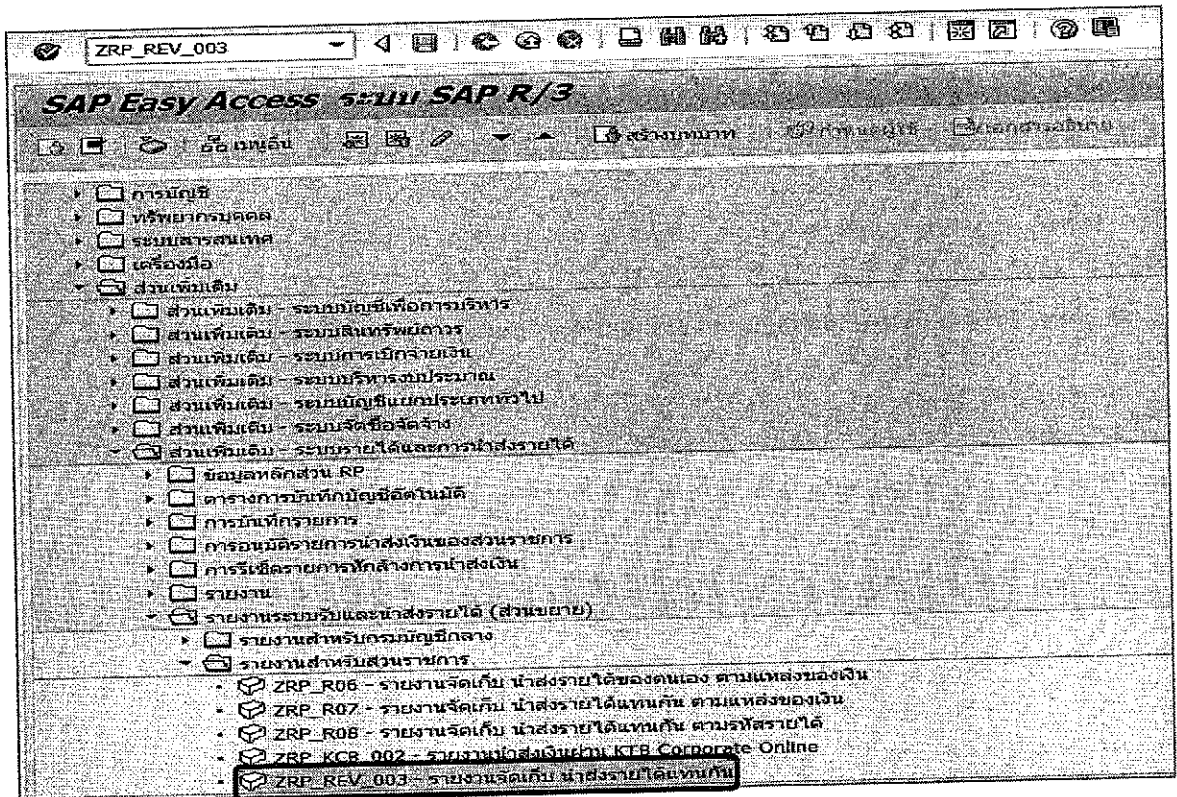 ZRP_REV_003
SAP Easy Access ระบบ SAP R/3
เมนูอื่น สร้างบทบาท
การบัญชี
ทรัพยากรบุคคล
ระบบสารสนเทศ
เครื่องมือ
ส่วนเพิ่มเติม
ส่วนเพิ่มเติม - ระบบบัญชีเพื่อการบริหาร
ส่วนเพิ่มเติม - ระบบสินทรัพย์ถาวร
ส่วนเพิ่มเติม - ระบบการเบิกจ่ายเงิน
ส่วนเพิ่มเติม - ระบบบริหารงบประมาณ
ส่วนเพิ่มเติม - ระบบบัญชีแยกประเภททั่วไป
ส่วนเพิ่มเติม - ระบบจัดซื้อจัดจ้าง
ส่วนเพิ่มเติม - ระบบรายได้และการนำส่งรายได้
ข้อมูลหลักส่วน RP
ตารางการบันทึกบัญชีอัตโนมัติ
การบันทึกรายการ
การอนุมัติรายการนำส่งเงินของส่วนราชการ
การรีเซ็ตรายการหักล้างการนำส่งเงิน
รายงาน
รายงานระบบรับและนำส่งรายได้ (ส่วนขยาย)
รายงานสำหรับกรมบัญชีกลาง
รายงานสำหรับส่วนราชการ
ZRP_R06 - รายงานจัดเก็บ นำส่งรายได้ของตนเอง ตามแหล่งของเงิน
ZRP_R07 - รายงานจัดเก็บ นำส่งรายได้แทนกัน ตามแหล่งของเงิน
ZRP_R08 - รายงานจัดเก็บ นำส่งรายได้แทนกัน ตามรหัสรายได้
ZRP_KCB_002 - รายงานนำส่งเงินผ่าน KTB Corporate Online
ZRP_REV_003 - รายงานจัดเก็บ นำส่งรายได้แทนกัน